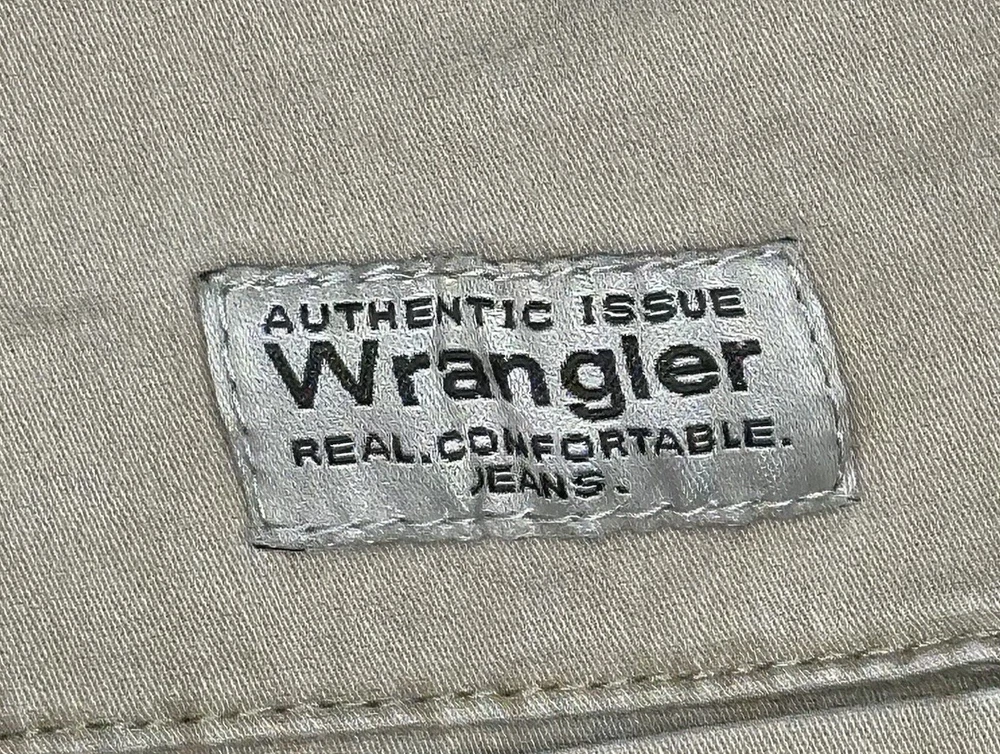 AUTHENTIC ISSUE
Wrangler
REAL.COMFORTABLE.
JEANS.